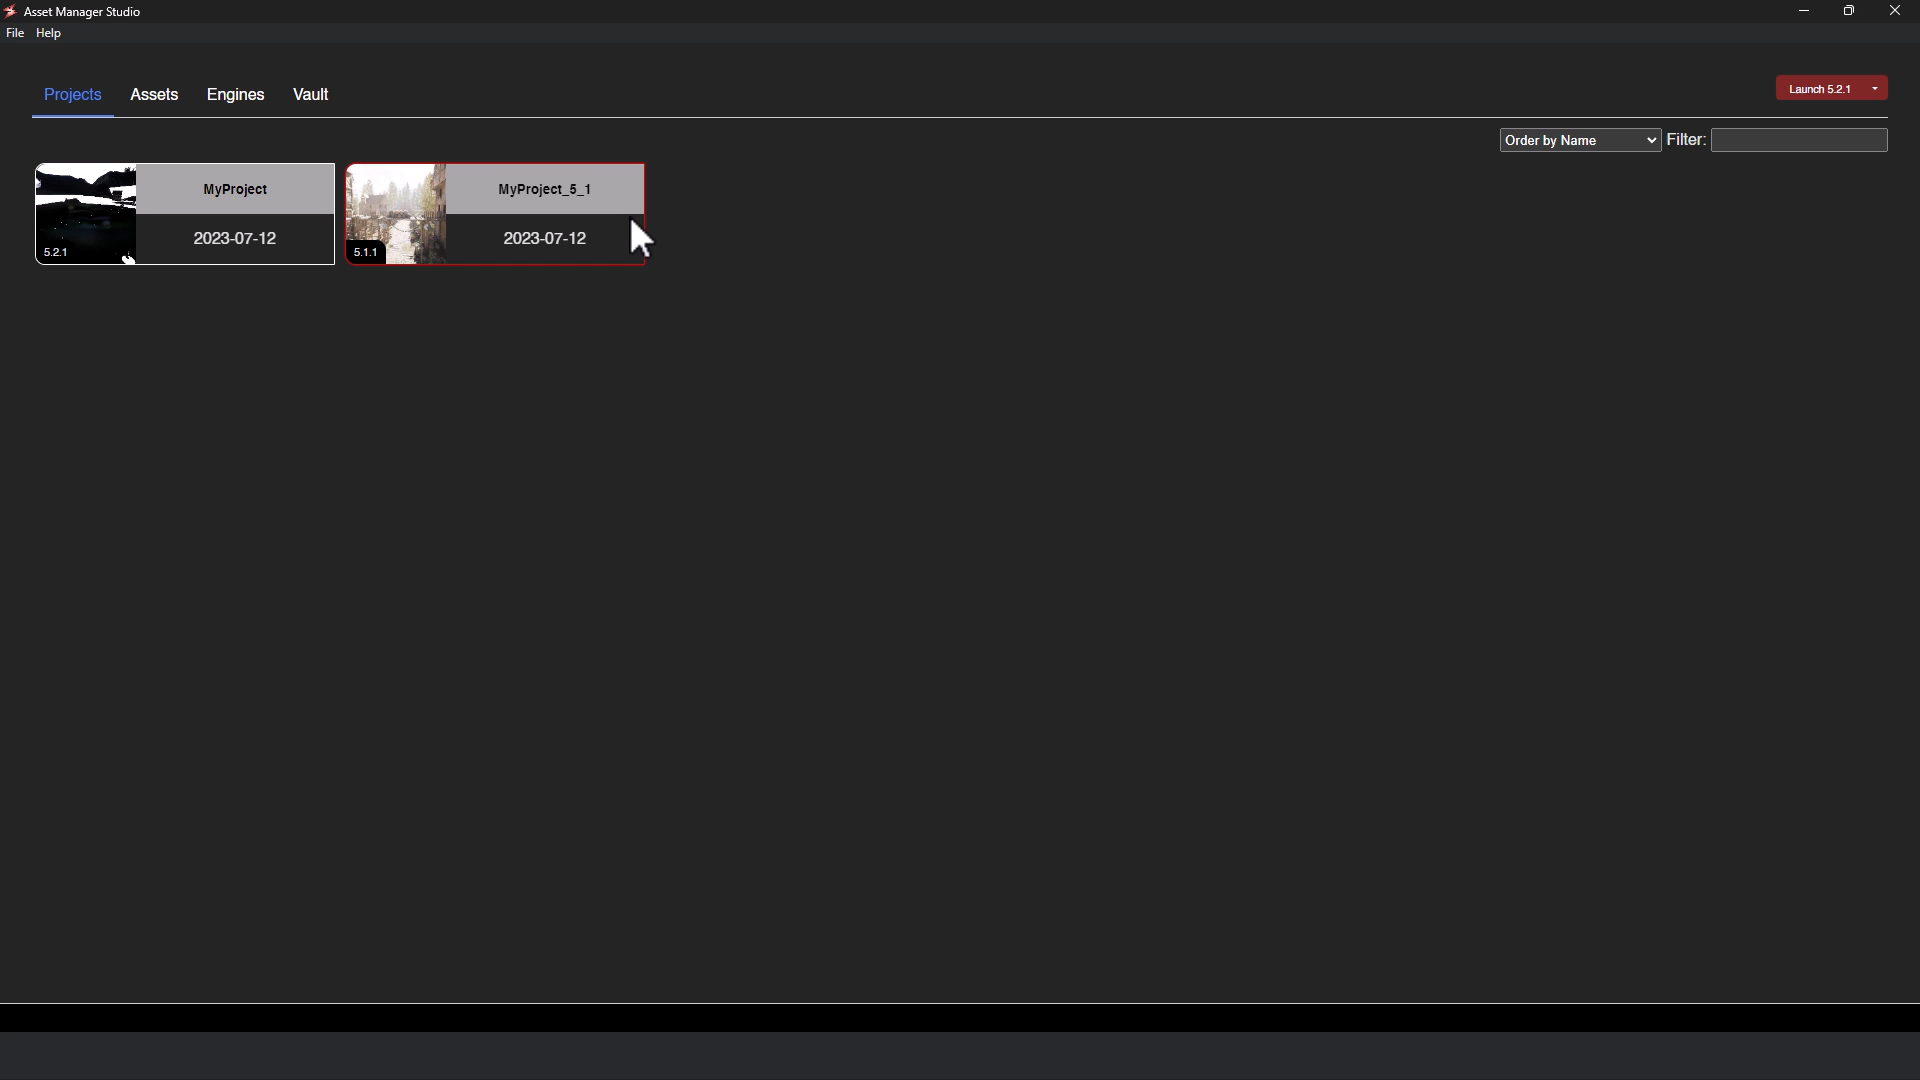 Asset Manager Studio
File Help
Projects Assets Engines Vault
Launch 5.2.1
Order by Name Filter:
MyProject
2023-07-12
5.2.1
MyProject_5_1
2023-07-12
5.1.1